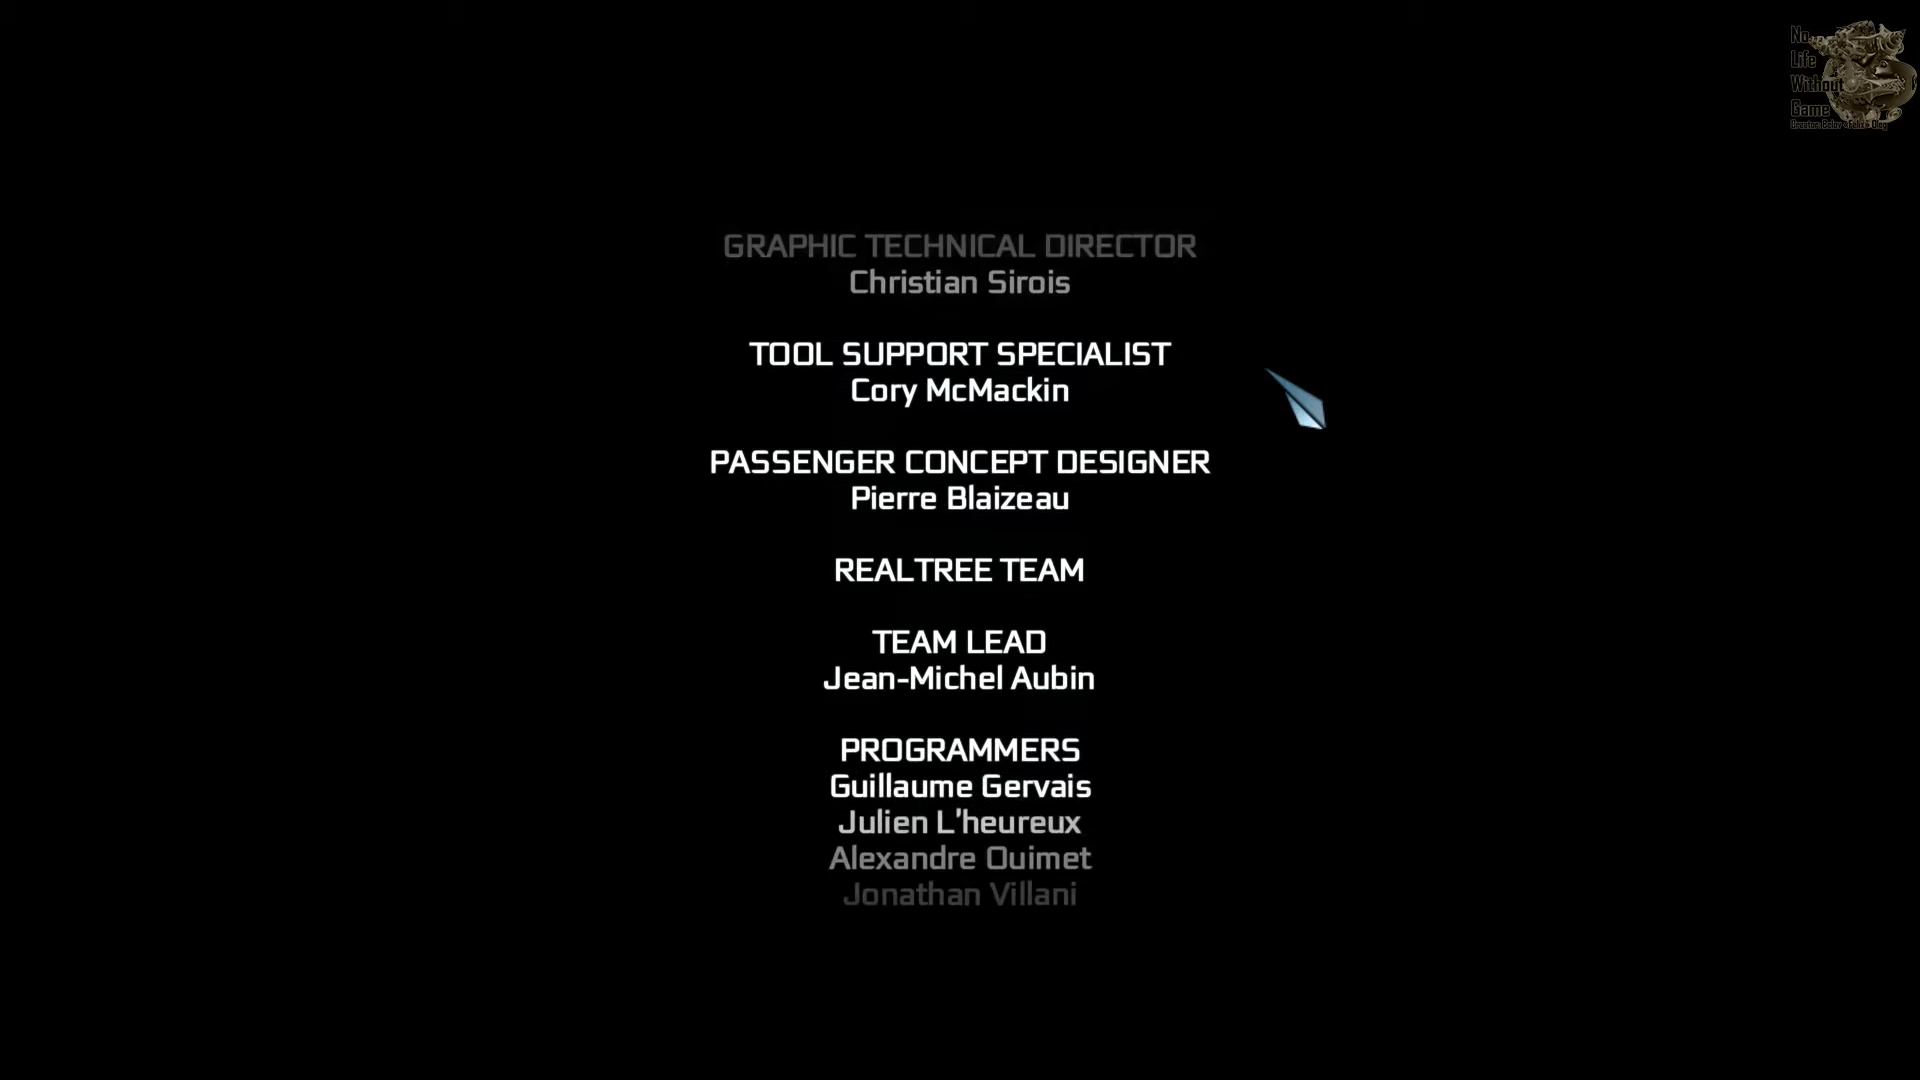 No
Life
Without
Game
GRAPHIC TECHNICAL DIRECTOR
Christian Sirois
TOOL SUPPORT SPECIALIST
Cory McMackin
PASSENGER CONCEPT DESIGNER
Pierre Blaizeau
REALTREE TEAM
TEAM LEAD
Jean-Michel Aubin
PROGRAMMERS
Guillaume Gervais
Julien L'heureux
Alexandre Ouimet
Jonathan Villani